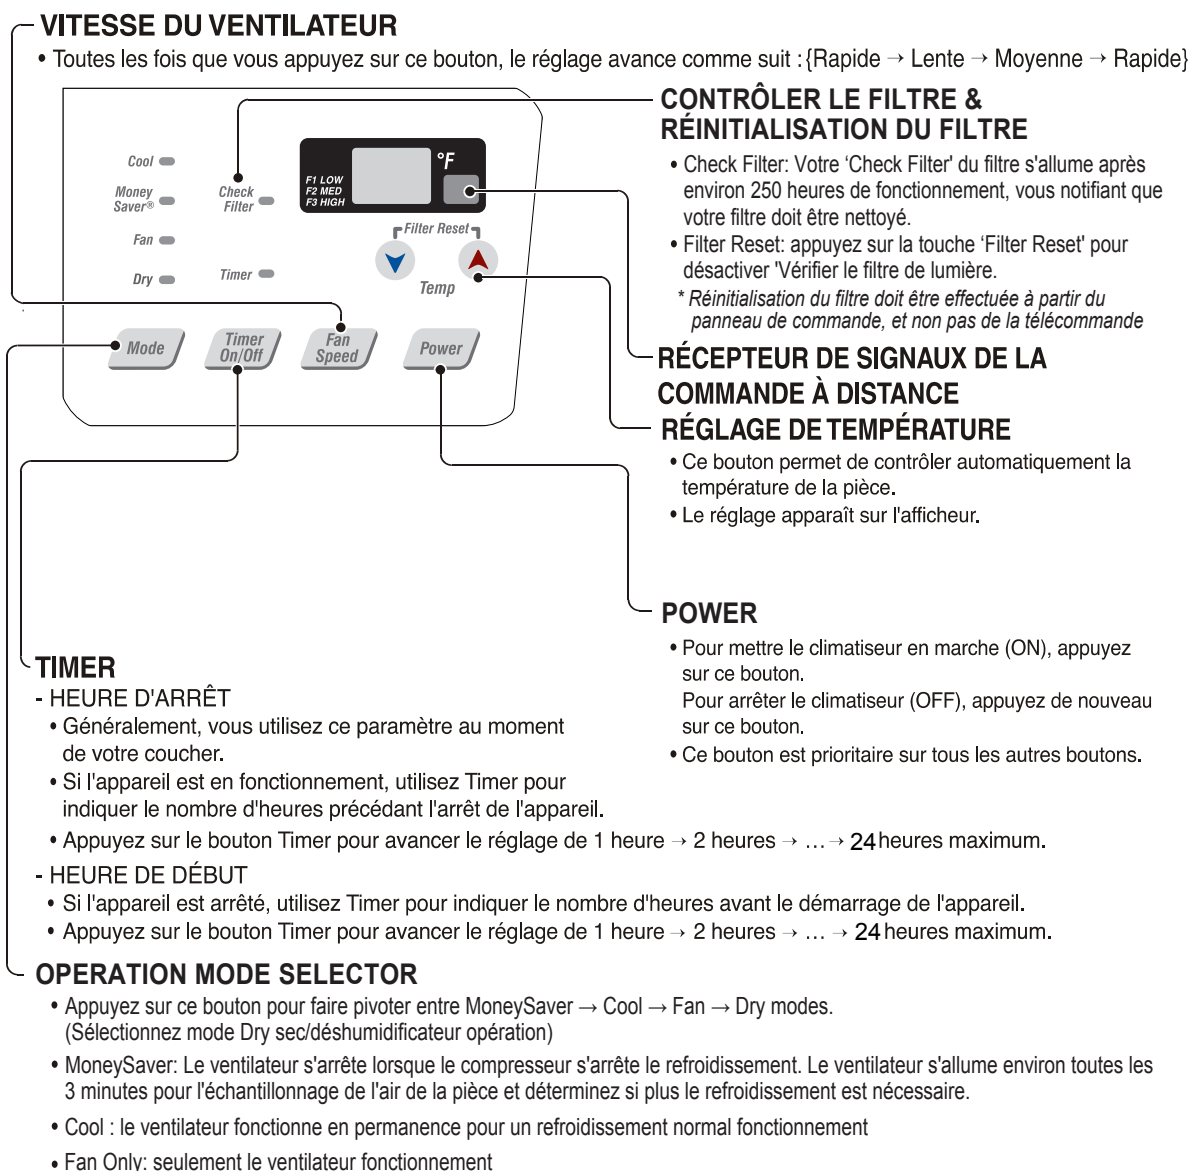 VITESSE DU VENTILATEUR
• Toutes les fois que vous appuyez sur ce bouton, le réglage avance comme suit : {Rapide → Lente → Moyenne → Rapide}
Cool
Money
Saver®
Fan
Dry
Check
Filter
Timer
F1 LOW
F2 MED
F3 HIGH
°F
Filter Reset
Temp
Mode
Timer
On/Off
Fan
Speed
Power
CONTRÔLER LE FILTRE &
RÉINITIALISATION DU FILTRE
• Check Filter: Votre ‘Check Filter' du filtre s'allume après
environ 250 heures de fonctionnement, vous notifiant que
votre filtre doit être nettoyé.
• Filter Reset: appuyez sur la touche ‘Filter Reset' pour
désactiver 'Vérifier le filtre de lumière.
* Réinitialisation du filtre doit être effectuée à partir du
panneau de commande, et non pas de la télécommande
RÉCEPTEUR DE SIGNAUX DE LA
COMMANDE À DISTANCE
RÉGLAGE DE TEMPÉRATURE
• Ce bouton permet de contrôler automatiquement la
température de la pièce.
• Le réglage apparaît sur l'afficheur.
POWER
• Pour mettre le climatiseur en marche (ON), appuyez
sur ce bouton.
Pour arrêter le climatiseur (OFF), appuyez de nouveau
sur ce bouton.
• Ce bouton est prioritaire sur tous les autres boutons.
TIMER
- HEURE D'ARRÊT
• Généralement, vous utilisez ce paramètre au moment
de votre coucher.
• Si l'appareil est en fonctionnement, utilisez Timer pour
indiquer le nombre d'heures précédant l'arrêt de l'appareil.
• Appuyez sur le bouton Timer pour avancer le réglage de 1 heure → 2 heures → … → 24 heures maximum.
- HEURE DE DÉBUT
• Si l'appareil est arrêté, utilisez Timer pour indiquer le nombre d'heures avant le démarrage de l'appareil.
• Appuyez sur le bouton Timer pour avancer le réglage de 1 heure → 2 heures → … → 24 heures maximum.
OPERATION MODE SELECTOR
• Appuyez sur ce bouton pour faire pivoter entre MoneySaver → Cool → Fan → Dry modes.
(Sélectionnez mode Dry sec/déshumidificateur opération)
• MoneySaver: Le ventilateur s'arrête lorsque le compresseur s'arrête le refroidissement. Le ventilateur s'allume environ toutes les
3 minutes pour l'échantillonnage de l'air de la pièce et déterminez si plus le refroidissement est nécessaire.
• Cool : le ventilateur fonctionne en permanence pour un refroidissement normal fonctionnement
• Fan Only: seulement le ventilateur fonctionnement